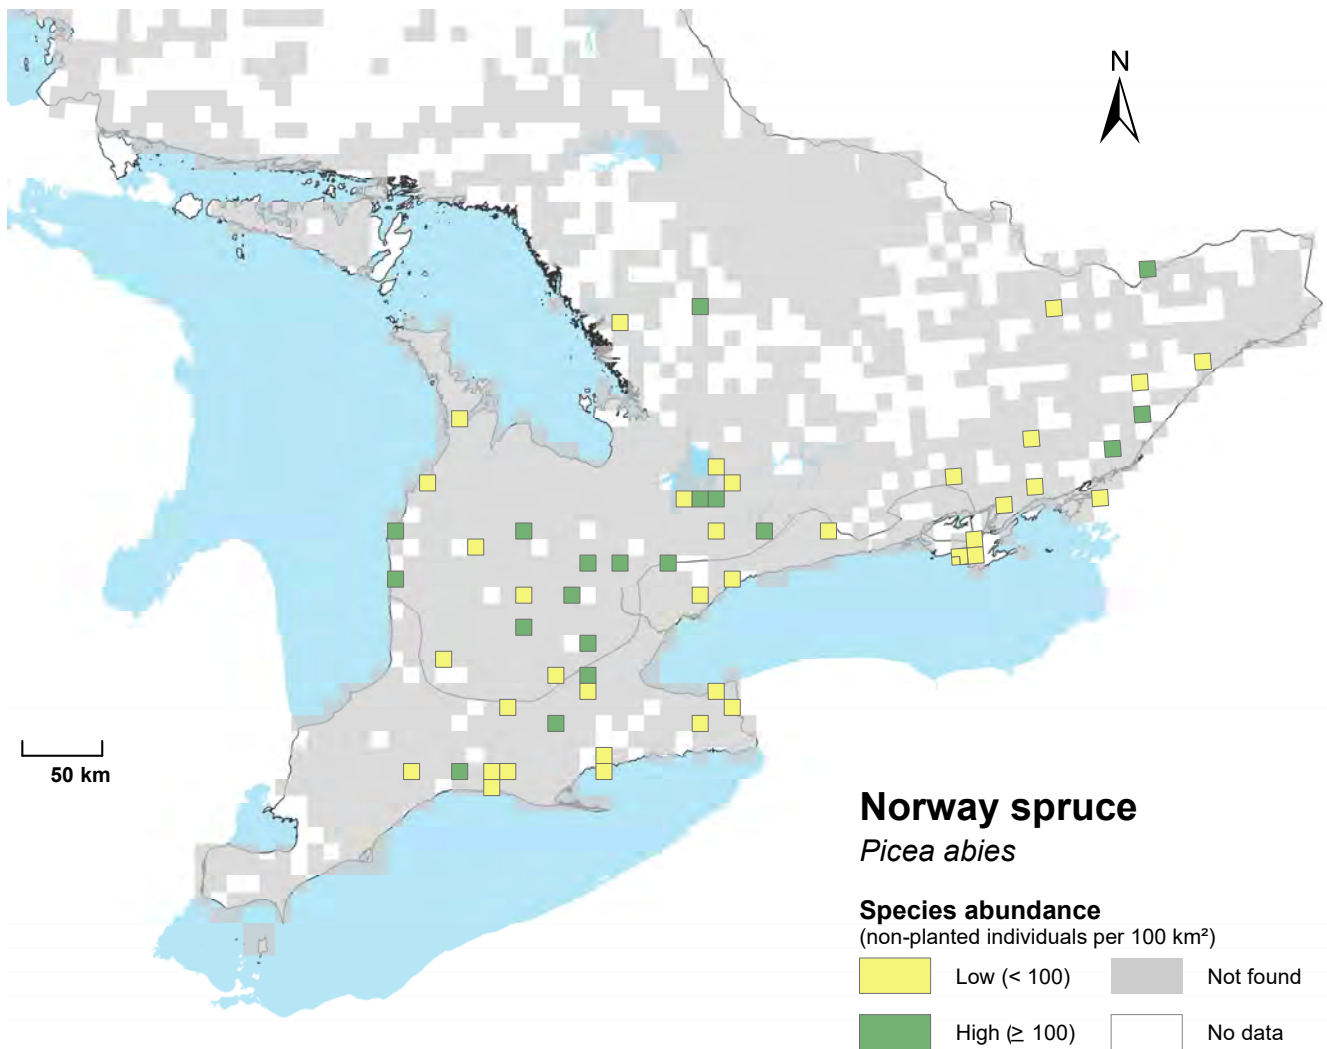 N
50 km
Norway spruce
Picea abies
Species abundance
(non-planted individuals per 100 km²)
Low (< 100)
Not found
High (≥ 100)
No data